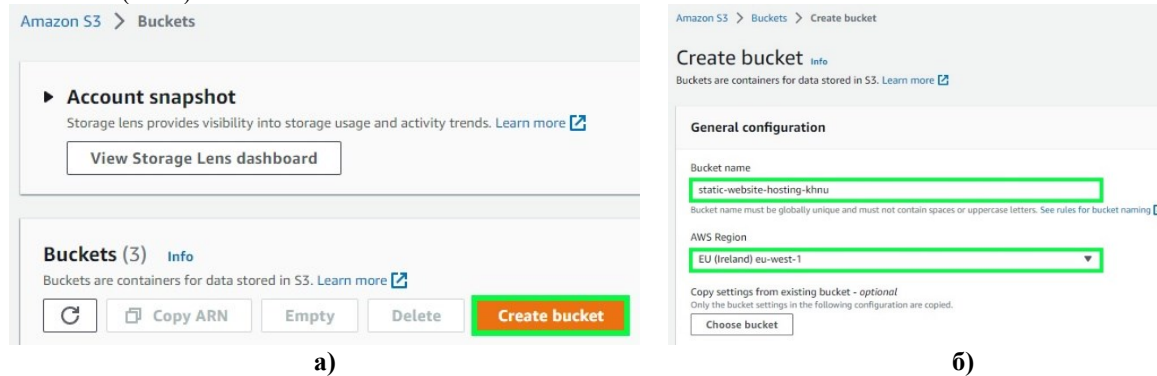 Amazon S3 > Buckets
Account snapshot
Storage lens provides visibility into storage usage and activity trends. Learn more
View Storage Lens dashboard
Buckets (3) Info
Buckets are containers for data stored in S3. Learn more
Copy ARN Empty Delete Create bucket
а)
Amazon S3 > Buckets > Create bucket
Create bucket Info
Buckets are containers for data stored in S3. Learn more
General configuration
Bucket name
static-website-hosting-khnu
Bucket name must be globally unique and must not contain spaces or uppercase letters. See rules for bucket naming
AWS Region
EU (Ireland) eu-west-1
Copy settings from existing bucket - optional
Only the bucket settings in the following configuration are copied.
Choose bucket
б)